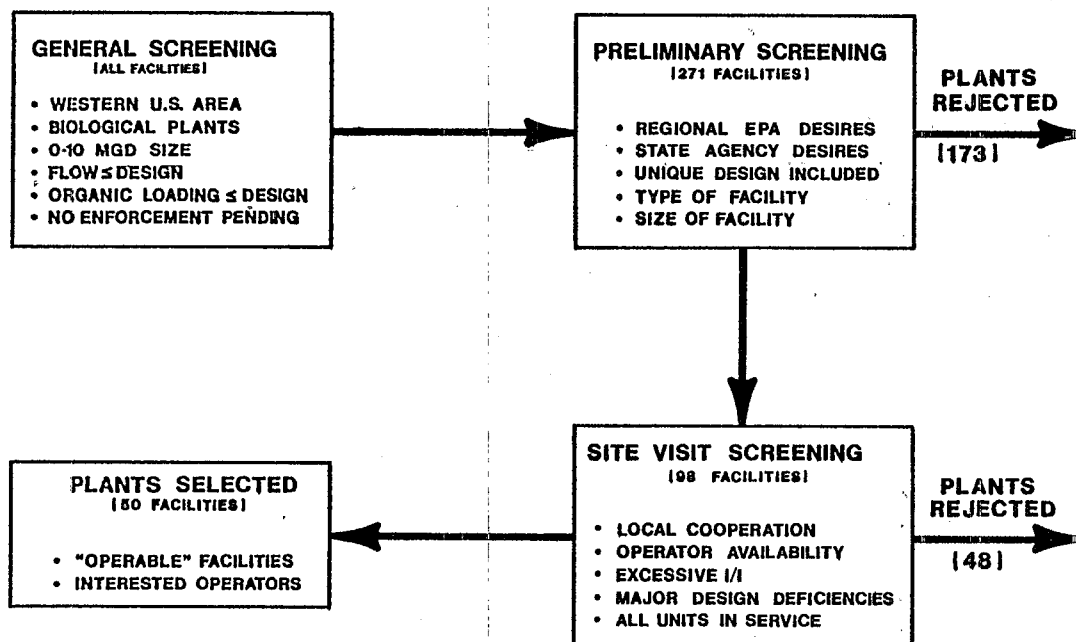 GENERAL SCREENING
[ALL FACILITIES]
• WESTERN U.S. AREA
• BIOLOGICAL PLANTS
• 0-10 MGD SIZE
• FLOW ≤ DESIGN
• ORGANIC LOADING ≤ DESIGN
• NO ENFORCEMENT PENDING
PRELIMINARY SCREENING
[271 FACILITIES]
• REGIONAL EPA DESIRES
• STATE AGENCY DESIRES
• UNIQUE DESIGN INCLUDED
• TYPE OF FACILITY
• SIZE OF FACILITY
PLANTS
REJECTED
[173]
SITE VISIT SCREENING
[98 FACILITIES]
• LOCAL COOPERATION
• OPERATOR AVAILABILITY
• EXCESSIVE I/I
• MAJOR DESIGN DEFICIENCIES
• ALL UNITS IN SERVICE
PLANTS
REJECTED
[48]
PLANTS SELECTED
[50 FACILITIES]
• "OPERABLE" FACILITIES
• INTERESTED OPERATORS